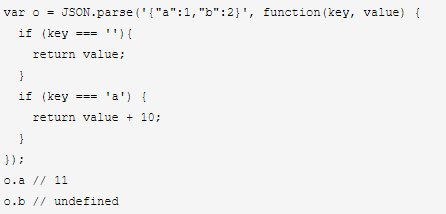 var o = JSON.parse('{"a":1,"b":2}', function(key, value) {
  if (key === ''){
    return value;
  }
  if (key === 'a') {
    return value + 10;
  }
});
o.a // 11
o.b // undefined